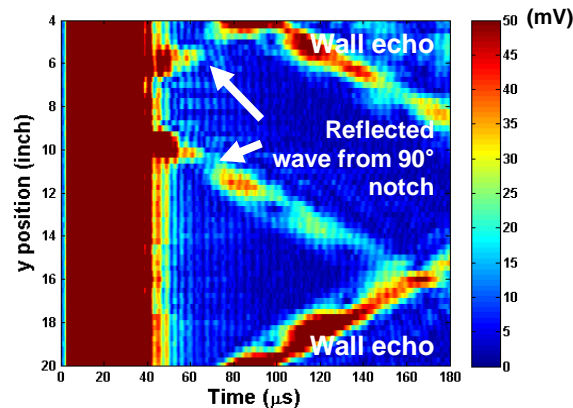 (mV)
Wall echo
Reflected
wave from 90°
notch
Wall echo
y position (inch)
4
6
8
10
12
14
16
18
20
0 20 40 60 80 100 120 140 160 180
Time (μs)
50
45
40
35
30
25
20
15
10
5
0